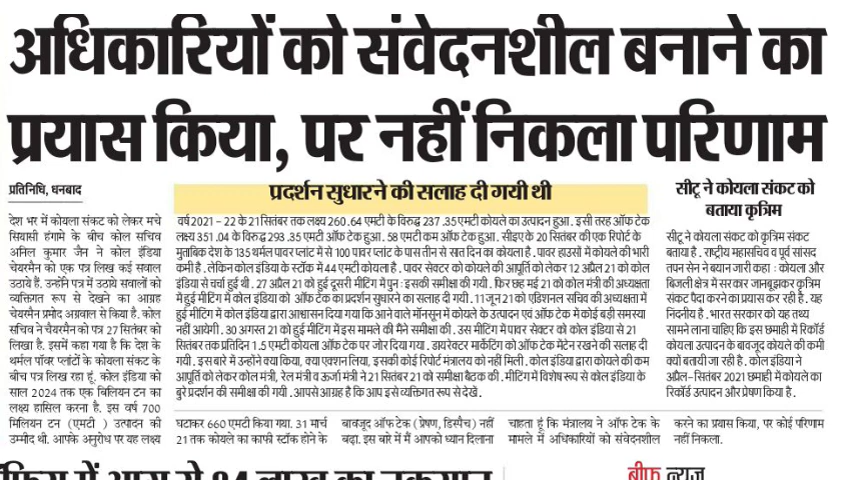 अधिकारियों को संवेदनशील बनाने का
प्रयास किया, पर नहीं निकला परिणाम
प्रतिनिधि, धनबाद
देश भर में कोयला संकट को लेकर मचे
सियासी हंगामे के बीच कोल सचिव
अनिल कुमार जैन ने कोल इंडिया
चेयरमैन को एक पत्र लिख कई सवाल
उठाये हैं. उन्होंने पत्र में उठाये सवालों को
व्यक्तिगत रूप से देखने का आग्रह
चेयरमैन प्रमोद अग्रवाल से किया है. कोल
सचिव ने चैयरमैन को पत्र 27 सितंबर को
लिखा है. इसमें कहा गया है कि देश के
थर्मल पॉवर प्लांटों के कोयला संकट के
बीच पत्र लिख रहा हूं. कोल इंडिया को
साल 2024 तक एक बिलियन टन का
लक्ष्य हासिल करना है. इस वर्ष 700
मिलियन टन (एमटी ) उत्पादन की
उम्मीद थी. आपके अनुरोध पर यह लक्ष्य
प्रदर्शन सुधारने की सलाह दी गयी थी
वर्ष 2021 - 22 के 21 सितंबर तक लक्ष्य 260.64 एमटी के विरुद्ध 237.35एमटी कोयले का उत्पादन हुआ. इसी तरह ऑफ टेक
लक्ष्य 351.04 के विरुद्ध 293.35 एमटी ऑफ टेक हुआ. 58 एमटी कम ऑफ टेक हुआ. सीइए के 20 सितंबर की एक रिपोर्ट के
मुताबिक देश के 135 थर्मल पावर प्लांट में से 100 पावर प्लांट के पास तीन से सात दिन का कोयला है. पावर हाउसों में कोयले की भारी
कमी है. लेकिन कोल इंडिया के स्टॉक में 44 एमटी कोयला है. पावर सेक्टर को कोयले की आपूर्ति को लेकर 12 अप्रैल 21 को कोल
इंडिया से चर्चा हुई थी. 27 अप्रैल 21 को हुई दूसरी मीटिंग में पुन: इसकी समीक्षा की गयी. फिर छह मई 21 को कोल मंत्री की अध्यक्षता
में हुई मीटिंग में कोल इंडिया को ऑफ टेक का प्रदर्शन सुधारने का सलाह दी गयी. 11 जून 21 को एडिशनल सचिव की अध्यक्षता में
हुई मीटिंग में कोल इंडिया द्वारा आश्वासन दिया गया कि आने वाले मॉनसून में कोयले के उत्पादन एवं ऑफ टेक में कोई बड़ी समस्या
नहीं आयेगी. 30 अगस्त 21 को हुई मीटिंग में इस मामले की मैंने समीक्षा की. उस मीटिंग में पावर सेक्टर को कोल इंडिया से 21
सितंबर तक प्रतिदिन 1.5 एमटी कोयला ऑफ टेक पर जोर दिया गया. डायरेक्टर मार्केटिंग को ऑफ टेक मेंटेन रखने की सलाह दी
गयी. इस बारे में उन्होंने क्या किया, क्या एक्शन लिया, इसकी कोई रिपोर्ट मंत्रालय को नहीं मिली. कोल इंडिया द्वारा कोयले की कम
आपूर्ति को लेकर कोल मंत्री, रेल मंत्री व ऊर्जा मंत्री ने 21 सितंबर 21 को समीक्षा बैठक की. मीटिंग में विशेष रूप से कोल इंडिया के
बुरे प्रदर्शन की समीक्षा की गयी. आपसे आग्रह है कि आप इसे व्यक्तिगत रूप से देखें.
घटाकर 660 एमटी किया गया. 31 मार्च
21 तक कोयले का काफी स्टॉक होने के
बावजूद ऑफ टेक (प्रेषण, डिस्पैच) नहीं
बढ़ा. इस बारे में मैं आपको ध्यान दिलाना
चाहता हूं कि मंत्रालय ने ऑफ टेक के
मामले में अधिकारियों को संवेदनशील
करने का प्रयास किया, पर कोई परिणाम
नहीं निकला.
सीटू ने कोयला संकट को
बताया कृत्रिम
सीटू ने कोयला संकट को कृत्रिम संकट
बताया है. राष्ट्रीय महासचिव व पूर्व सांसद
तपन सेन ने बयान जारी कहा : कोयला और
बिजली क्षेत्र में सरकार जानबूझकर कृत्रिम
संकट पैदा करने का प्रयास कर रही है. यह
निंदनीय है. भारत सरकार को यह तथ्य
सामने लाना चाहिए कि इस छमाही में रिकॉर्ड
कोयला उत्पादन के बावजूद कोयले की कमी
क्यों बतायी जा रही है. कोल इंडिया ने
अप्रैल-सितंबर 2021 छमाही में कोयले का
रिकॉर्ड उत्पादन और प्रेषण किया है.
ब्रीफ न्यूज